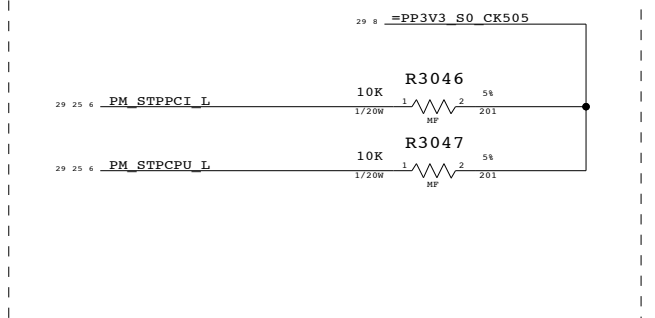 29 8 =PP3V3_S0_CK505
R3046
10K 5%
29 25 6 PM_STPPCI_L 1 2
1/20W 201
MF
R3047
10K 5%
29 25 6 PM_STPCPU_L 1 2
1/20W 201
MF